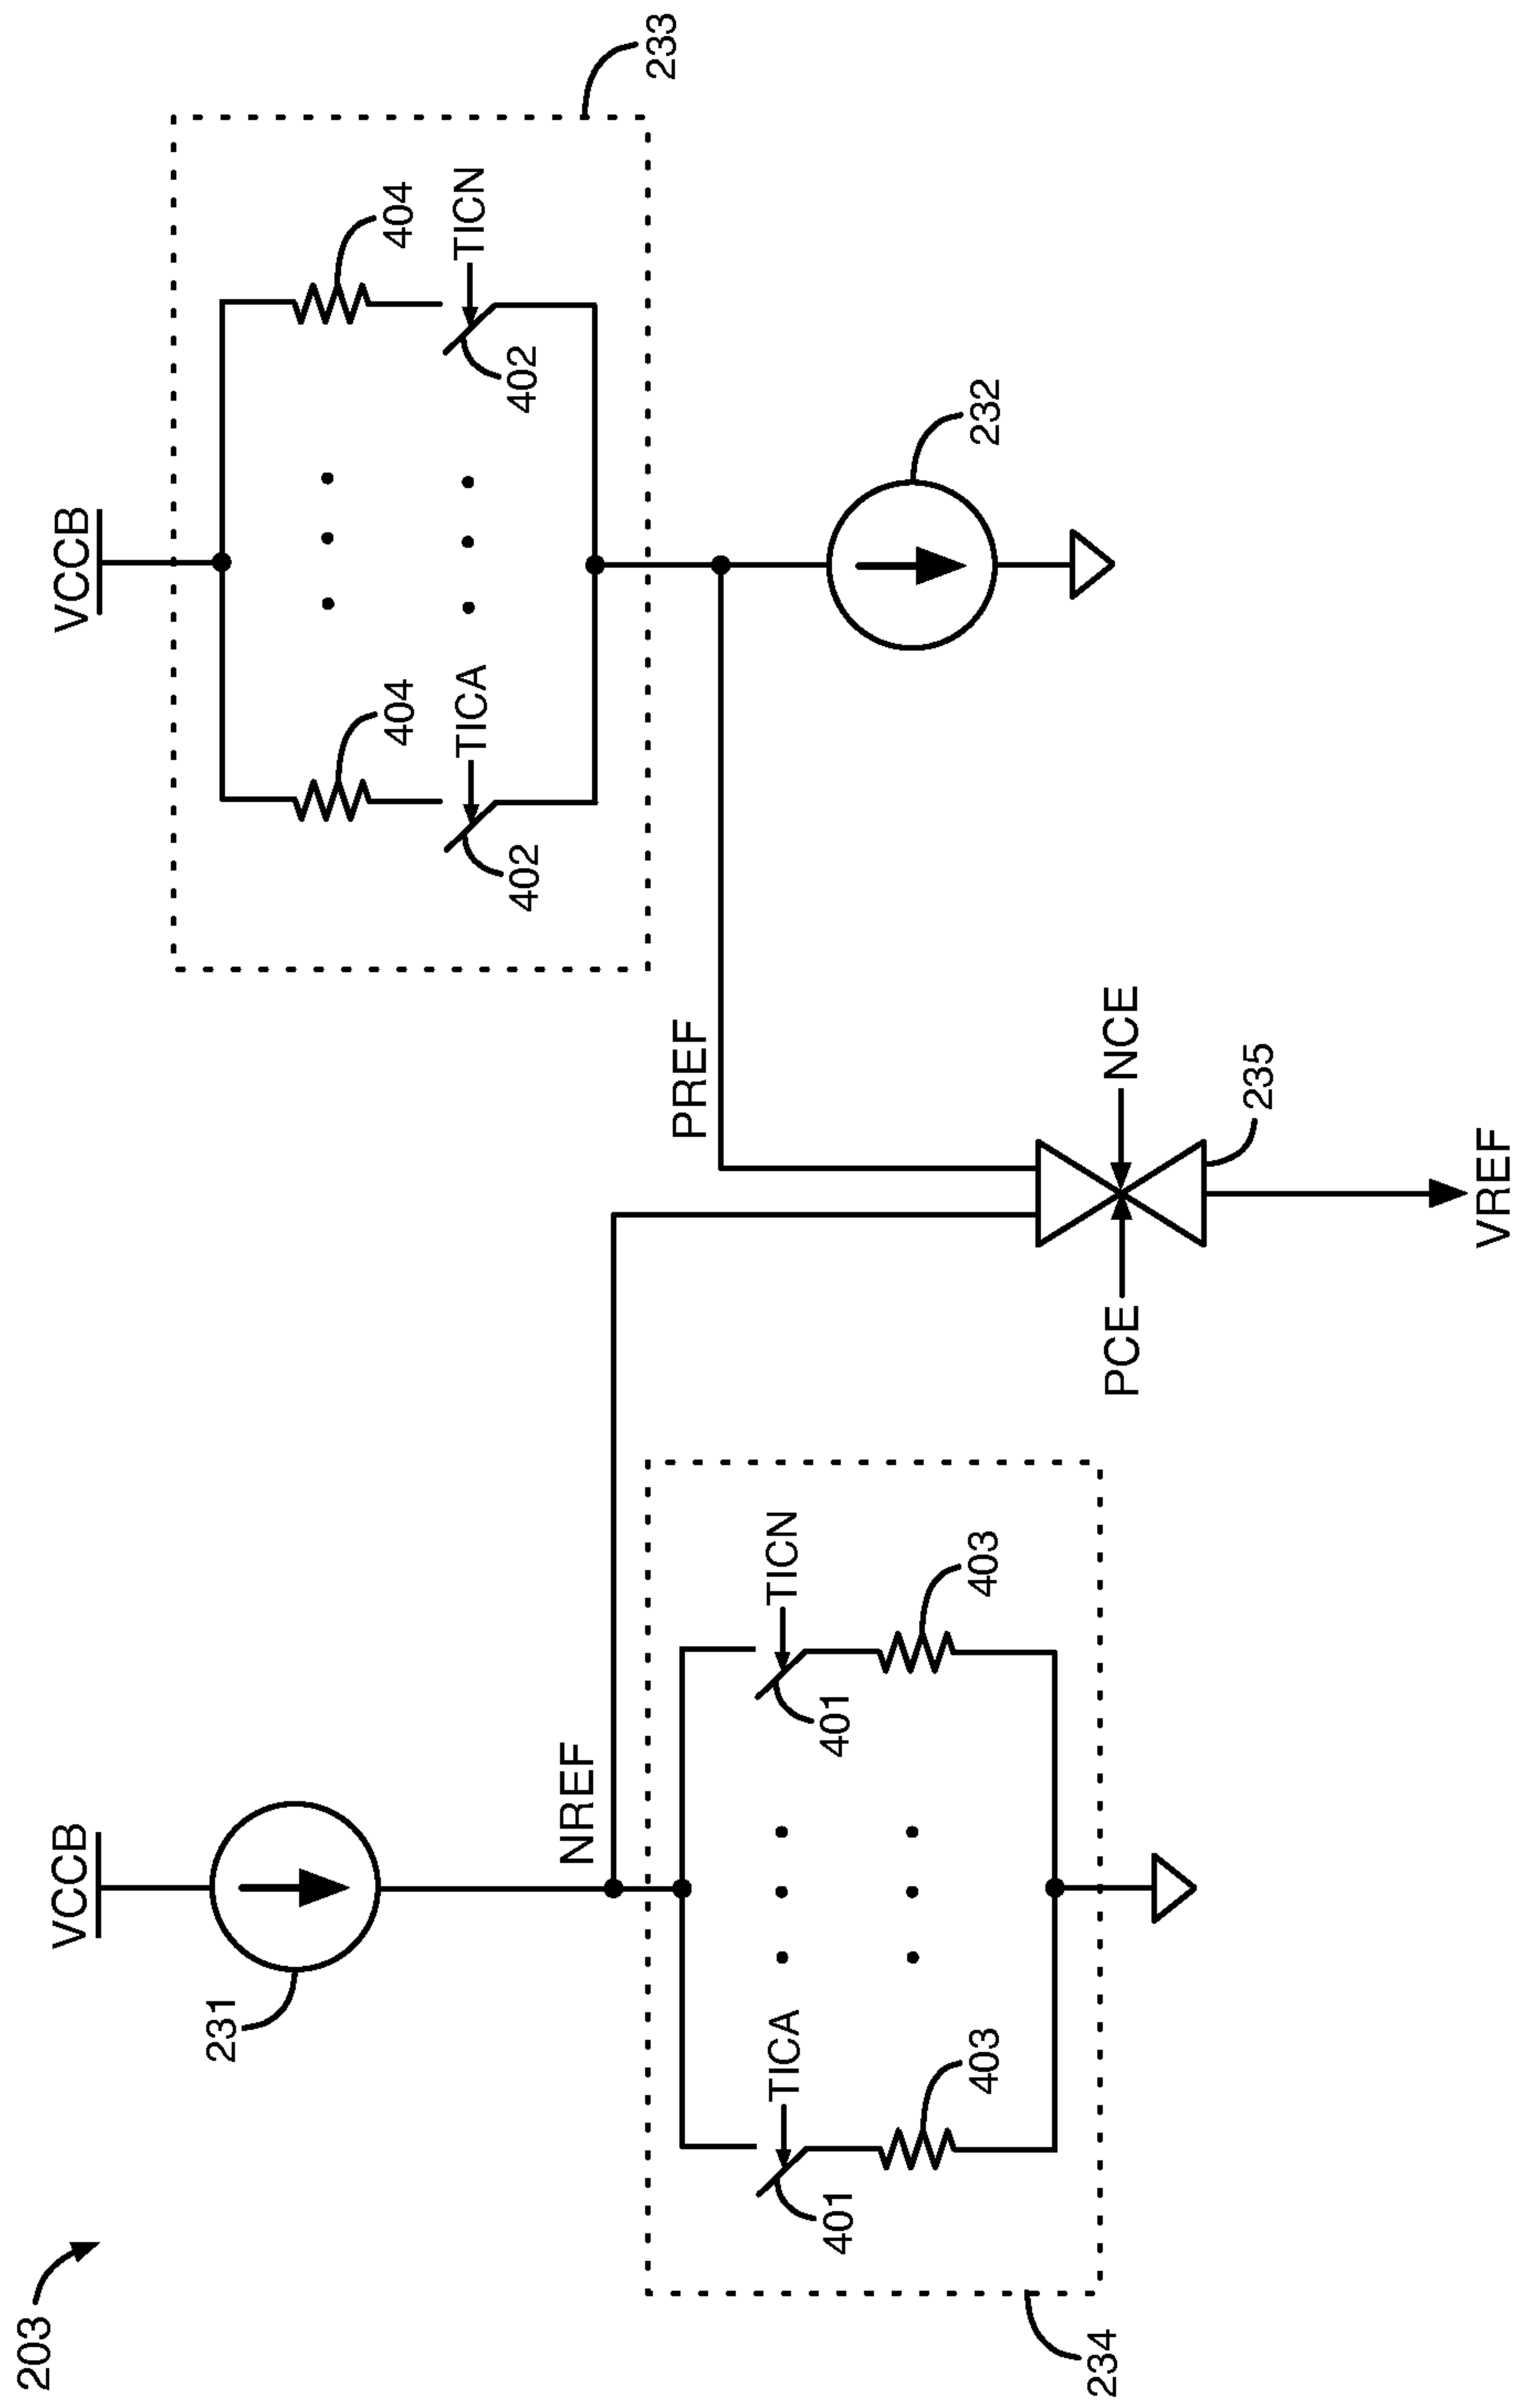 203
VCCB
VCCB
231
233
404
404
TICA
TICN
402
402
NREF
PREF
232
TICA
TICN
401
401
403
403
234
PCE
NCE
235
VREF